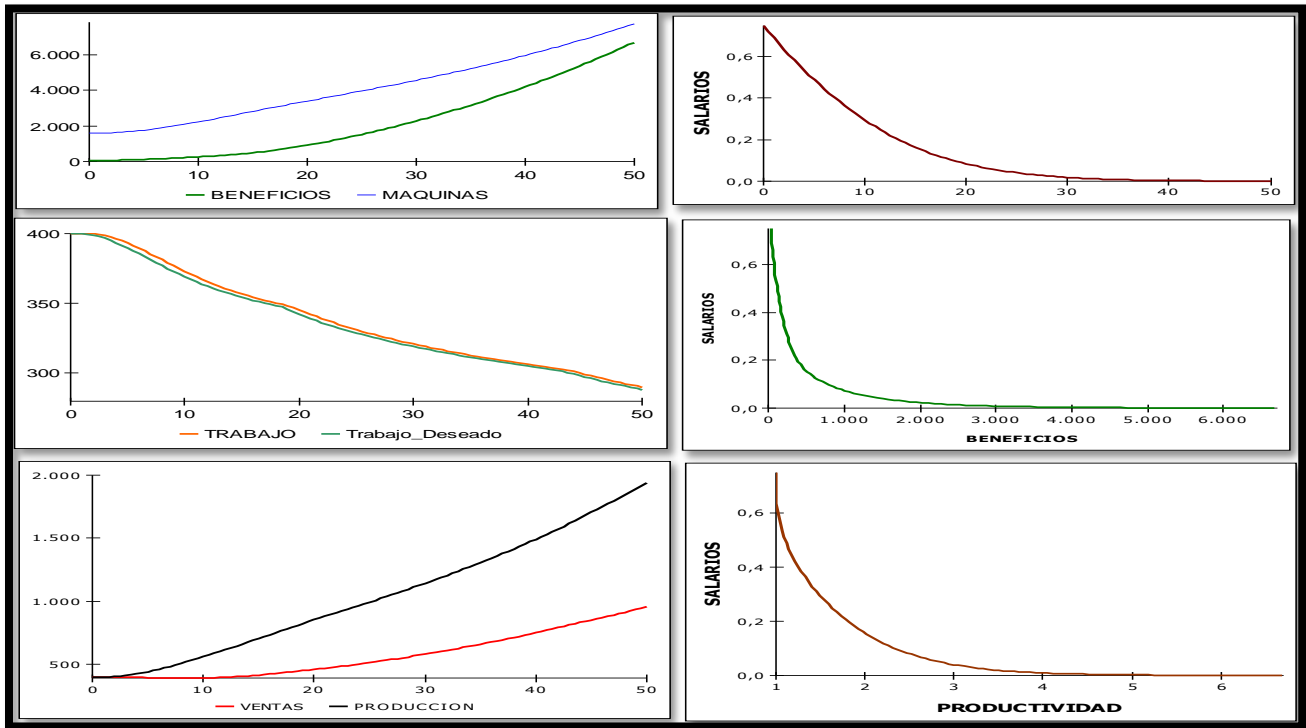 6.000
4.000
2.000
0
0 10 20 30 40 50
BENEFICIOS MAQUINAS
SALARIOS
0,6
0,4
0,2
0,0
0 10 20 30 40 50
400
350
300
0 10 20 30 40 50
TRABAJO Trabajo_Deseado
SALARIOS
0,6
0,4
0,2
0,0
0 1.000 2.000 3.000 4.000 5.000 6.000
BENEFICIOS
2.000
1.500
1.000
500
0 10 20 30 40 50
VENTAS PRODUCCION
SALARIOS
0,6
0,4
0,2
0,0
1 2 3 4 5 6
PRODUCTIVIDAD